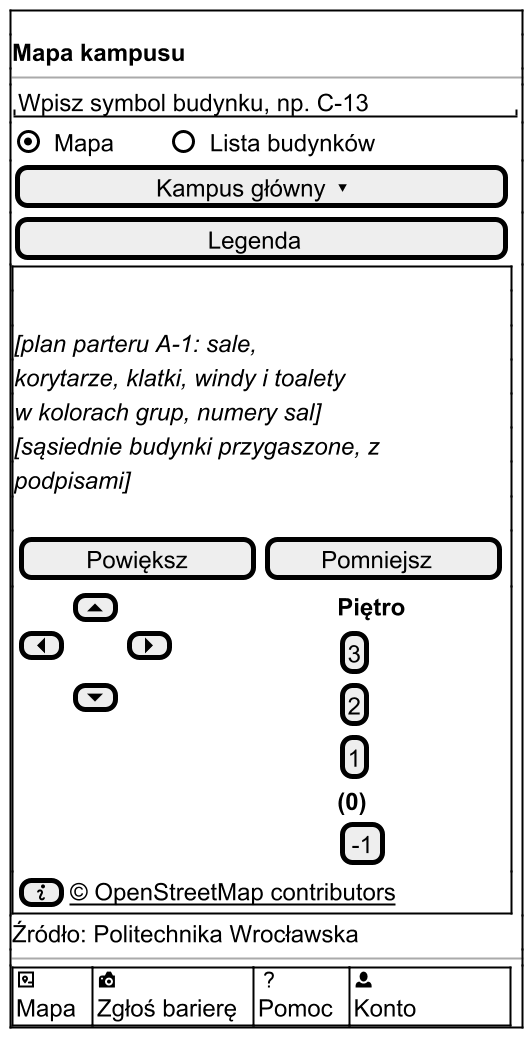 Mapa kampusu
Wpisz symbol budynku, np. C-13
Mapa Lista budynków
Kampus główny ▾
Legenda
[plan parteru A-1: sale,
korytarze, klatki, windy i toalety
w kolorach grup, numery sal]
[sąsiednie budynki przygaszone, z
podpisami]
Powiększ Pomniejsz
Piętro
3
2
1
(0)
-1
i © OpenStreetMap contributors
Źródło: Politechnika Wrocławska
?
Mapa Zgłoś barierę Pomoc Konto